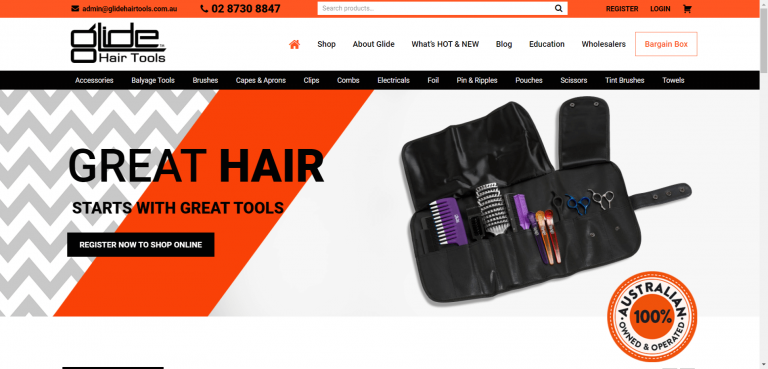 admin@glidehairtools.com.au
02 8730 8847
Search products...
REGISTER
LOGIN
glide
Hair Tools
Shop
About Glide
What's HOT & NEW
Blog
Education
Wholesalers
Bargain Box
Accessories
Balyage Tools
Brushes
Capes & Aprons
Clips
Combs
Electricals
Foil
Pin & Ripples
Pouches
Scissors
Tint Brushes
Towels
GREAT HAIR
STARTS WITH GREAT TOOLS
REGISTER NOW TO SHOP ONLINE
AUSTRALIAN
100%
OWNED & OPERATED